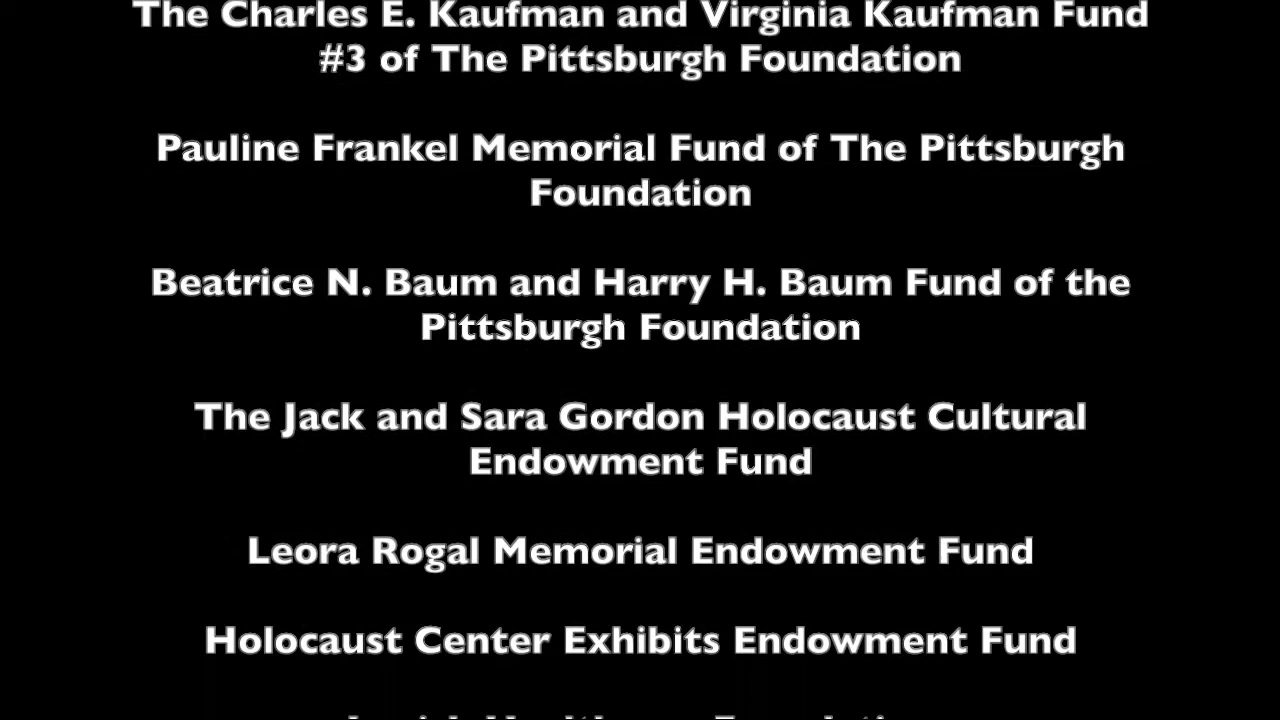 The Charles E. Kaufman and Virginia Kaufman Fund
#3 of The Pittsburgh Foundation
Pauline Frankel Memorial Fund of The Pittsburgh
Foundation
Beatrice N. Baum and Harry H. Baum Fund of the
Pittsburgh Foundation
The Jack and Sara Gordon Holocaust Cultural
Endowment Fund
Leora Rogal Memorial Endowment Fund
Holocaust Center Exhibits Endowment Fund